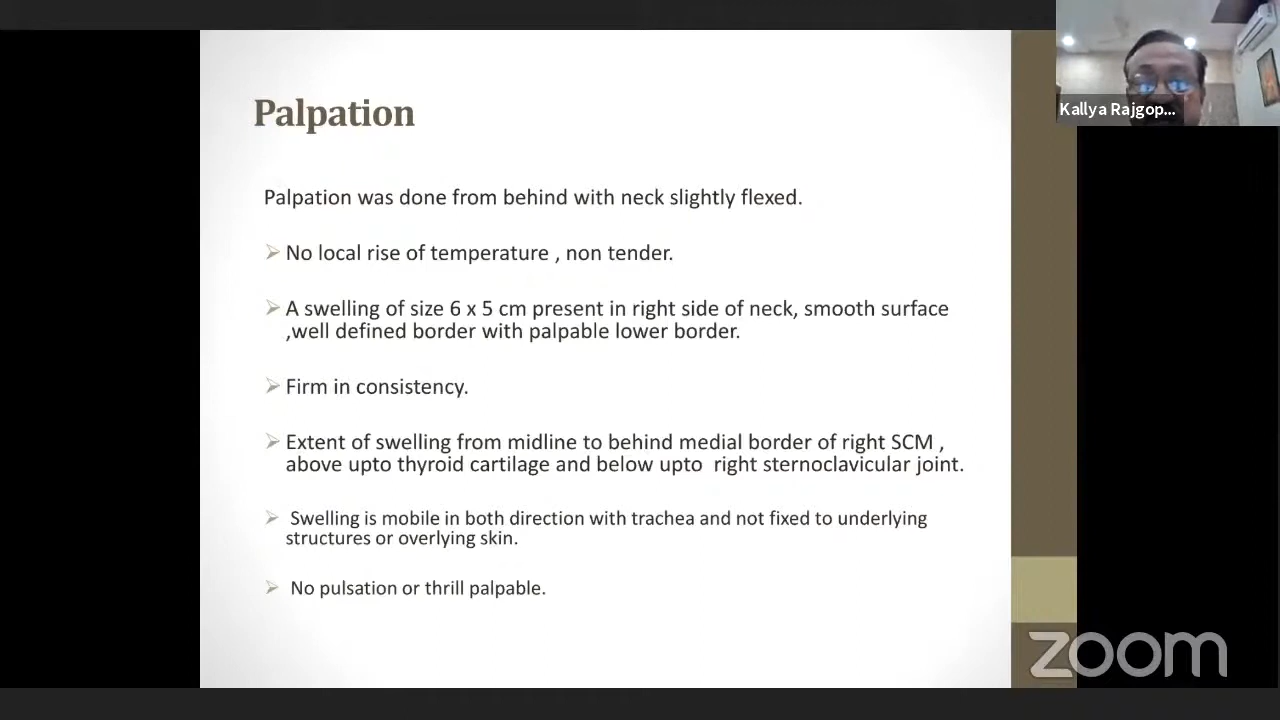 Kallya Rajgop...
Palpation
Palpation was done from behind with neck slightly flexed.
No local rise of temperature , non tender.
A swelling of size 6 x 5 cm present in right side of neck, smooth surface
,well defined border with palpable lower border.
Firm in consistency.
Extent of swelling from midline to behind medial border of right SCM ,
above upto thyroid cartilage and below upto right sternoclavicular joint.
Swelling is mobile in both direction with trachea and not fixed to underlying
structures or overlying skin.
No pulsation or thrill palpable.
zoom